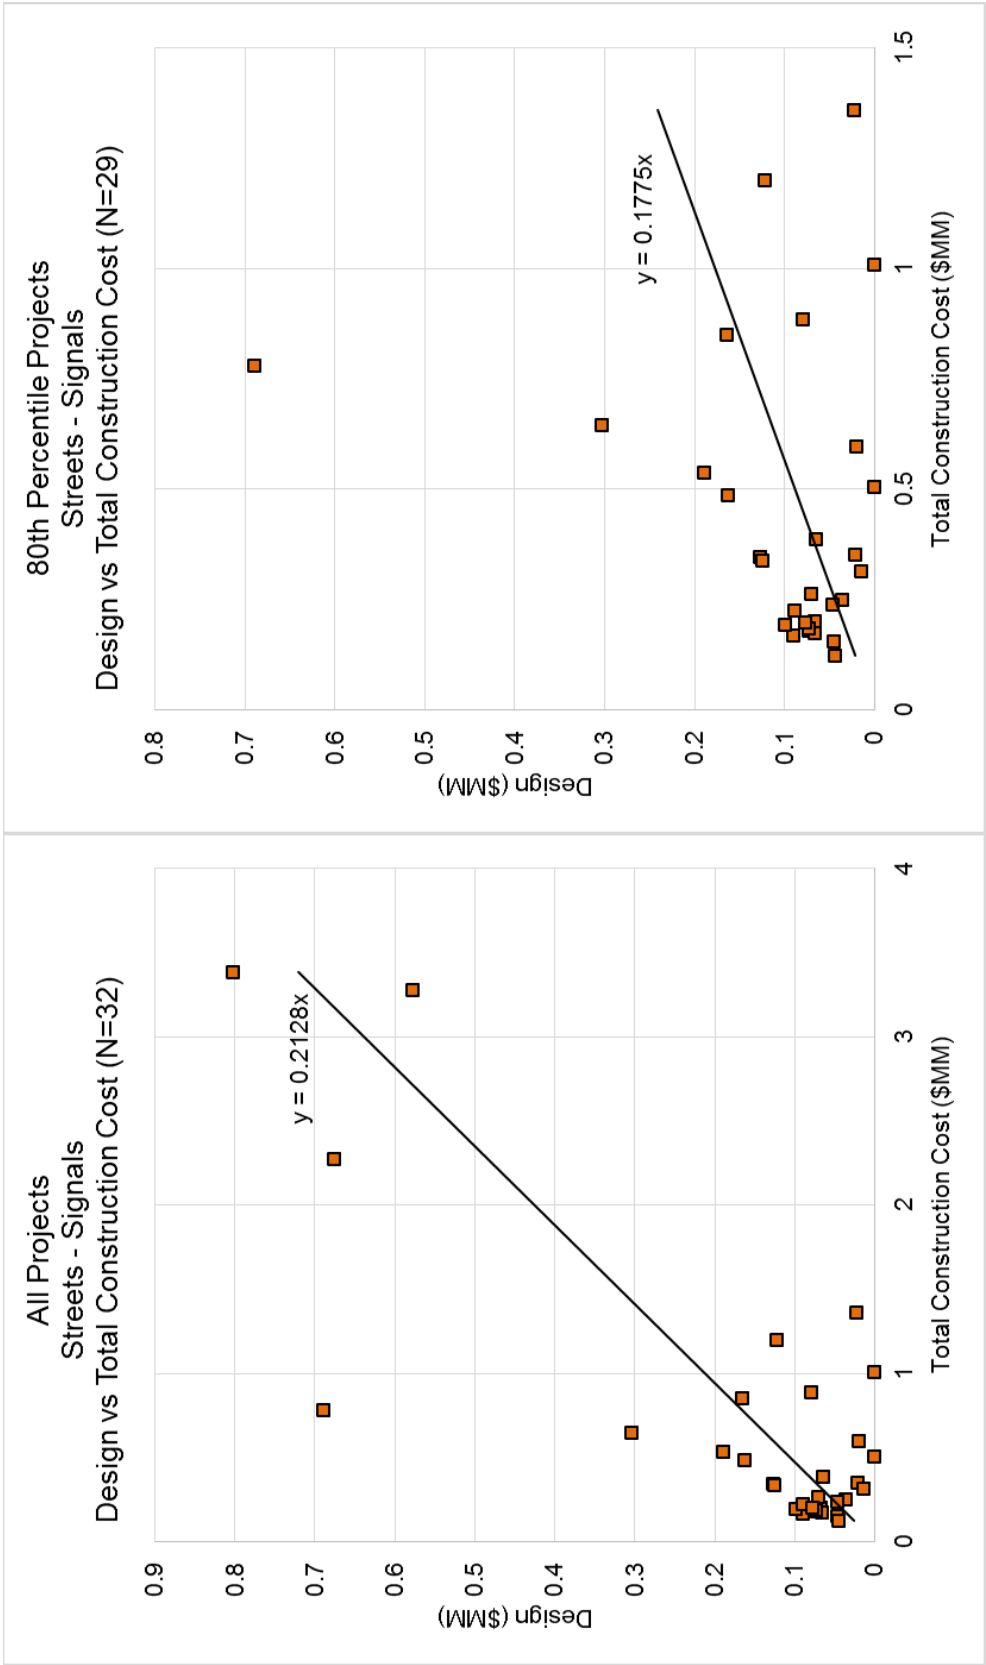 All Projects
Streets - Signals
Design vs Total Construction Cost (N=32)
Design ($MM)
0.9
0.8
0.7
0.6
0.5
0.4
0.3
0.2
0.1
0
y = 0.2128x
0
1
2
3
4
Total Construction Cost ($MM)
80th Percentile Projects
Streets - Signals
Design vs Total Construction Cost (N=29)
Design ($MM)
0.8
0.7
0.6
0.5
0.4
0.3
0.2
0.1
0
y = 0.1775x
0
0.5
1
1.5
Total Construction Cost ($MM)